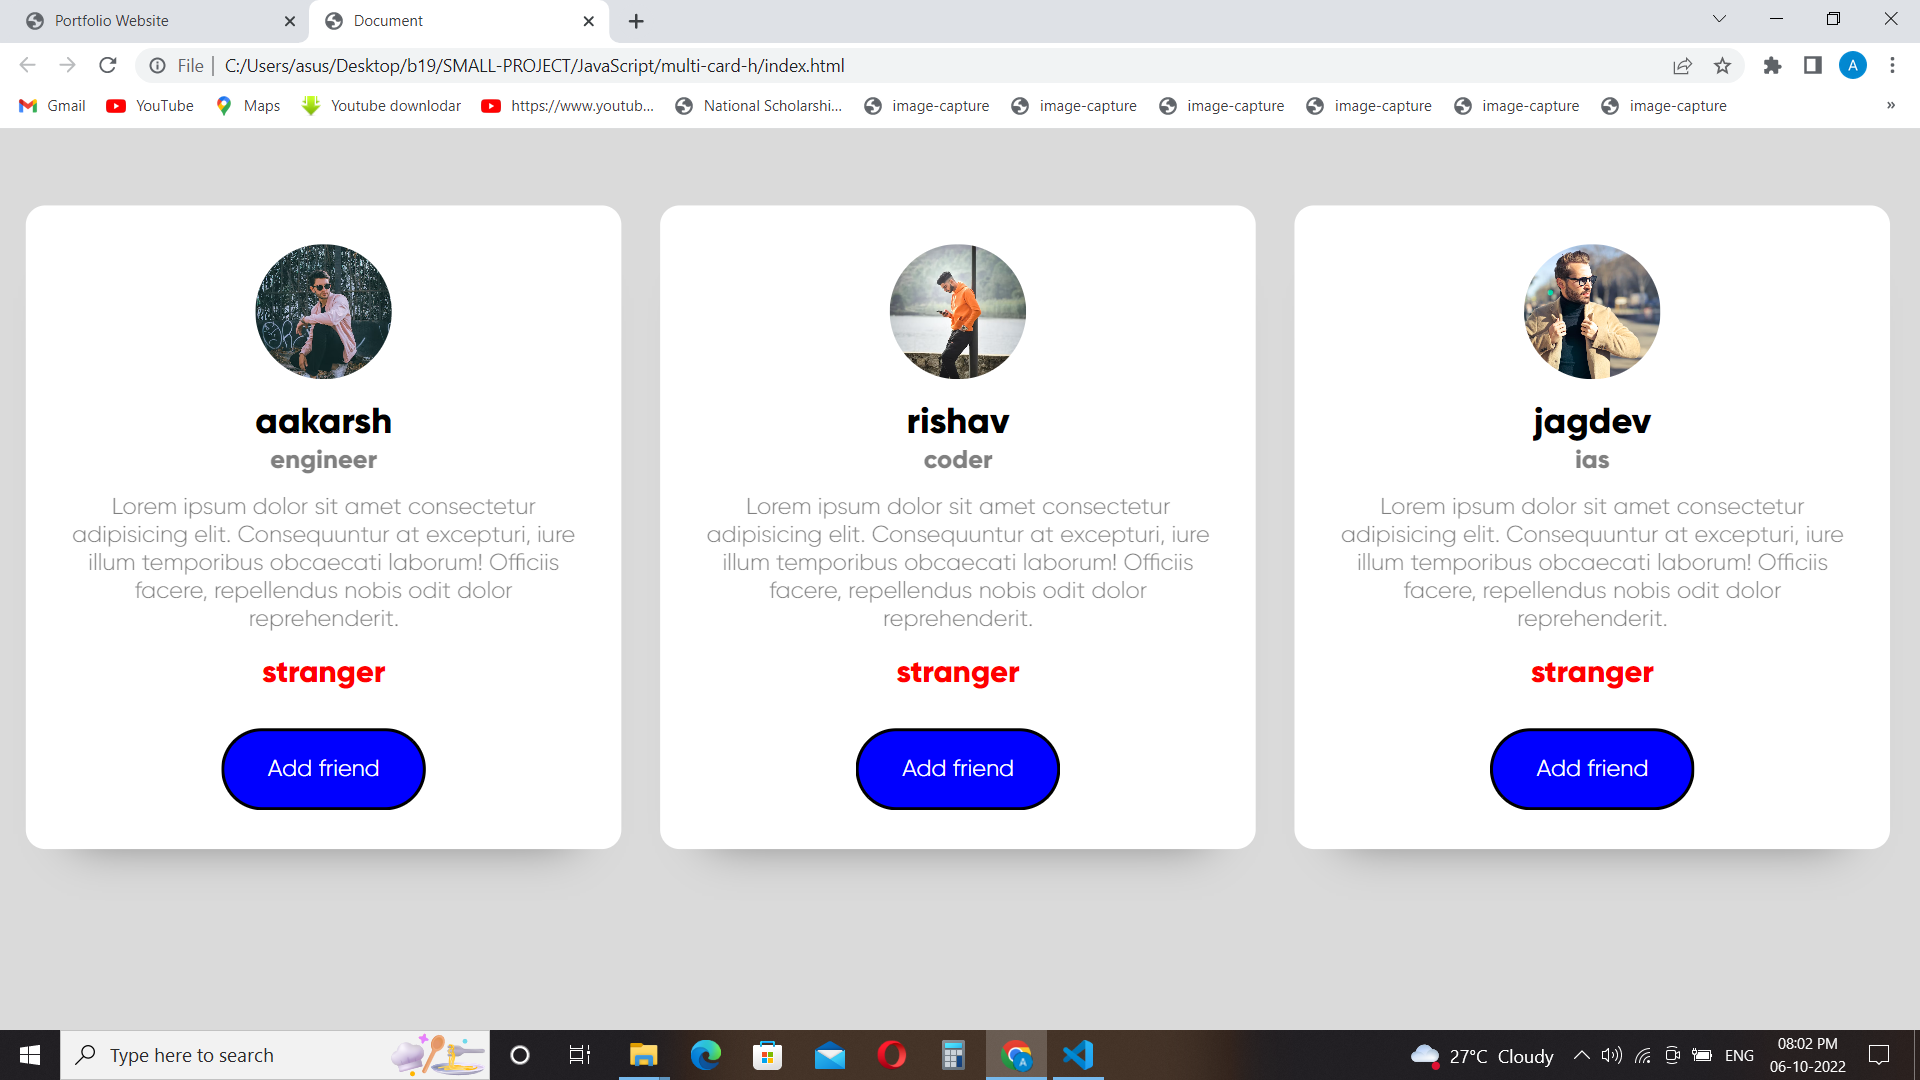 Portfolio Website
Document
File
C:/Users/asus/Desktop/b19/SMALL-PROJECT/JavaScript/multi-card-h/index.html
A
Gmail
YouTube
Maps
Youtube downlodar
https://www.youtub...
National Scholarshi...
image-capture
image-capture
image-capture
image-capture
image-capture
image-capture
»
aakarsh
engineer
Lorem ipsum dolor sit amet consectetur
adipisicing elit. Consequuntur at excepturi, iure
illum temporibus obcaecati laborum! Officiis
facere, repellendus nobis odit dolor
reprehenderit.
stranger
Add friend
rishav
coder
Lorem ipsum dolor sit amet consectetur
adipisicing elit. Consequuntur at excepturi, iure
illum temporibus obcaecati laborum! Officiis
facere, repellendus nobis odit dolor
reprehenderit.
stranger
Add friend
jagdev
ias
Lorem ipsum dolor sit amet consectetur
adipisicing elit. Consequuntur at excepturi, iure
illum temporibus obcaecati laborum! Officiis
facere, repellendus nobis odit dolor
reprehenderit.
stranger
Add friend
Type here to search
A
27°C Cloudy
ENG
08:02 PM
06-10-2022